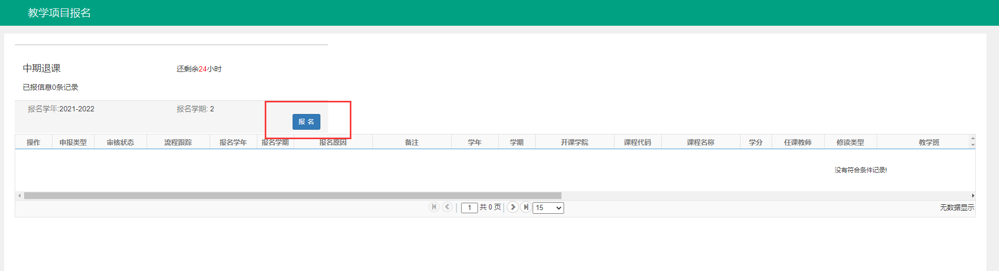 教学项目报名
中期退课 还剩余24小时
已报信息0条记录
报名学年:2021-2022 报名学期: 2
报 名
操作 申报类型 审核状态 流程跟踪 报名学年 报名学期 报名原因 备注 学年 学期 开课学院 课程代码 课程名称 学分 任课教师 修读类型 教学班
没有符合条件记录!
1 共 0 页 15 无数据显示